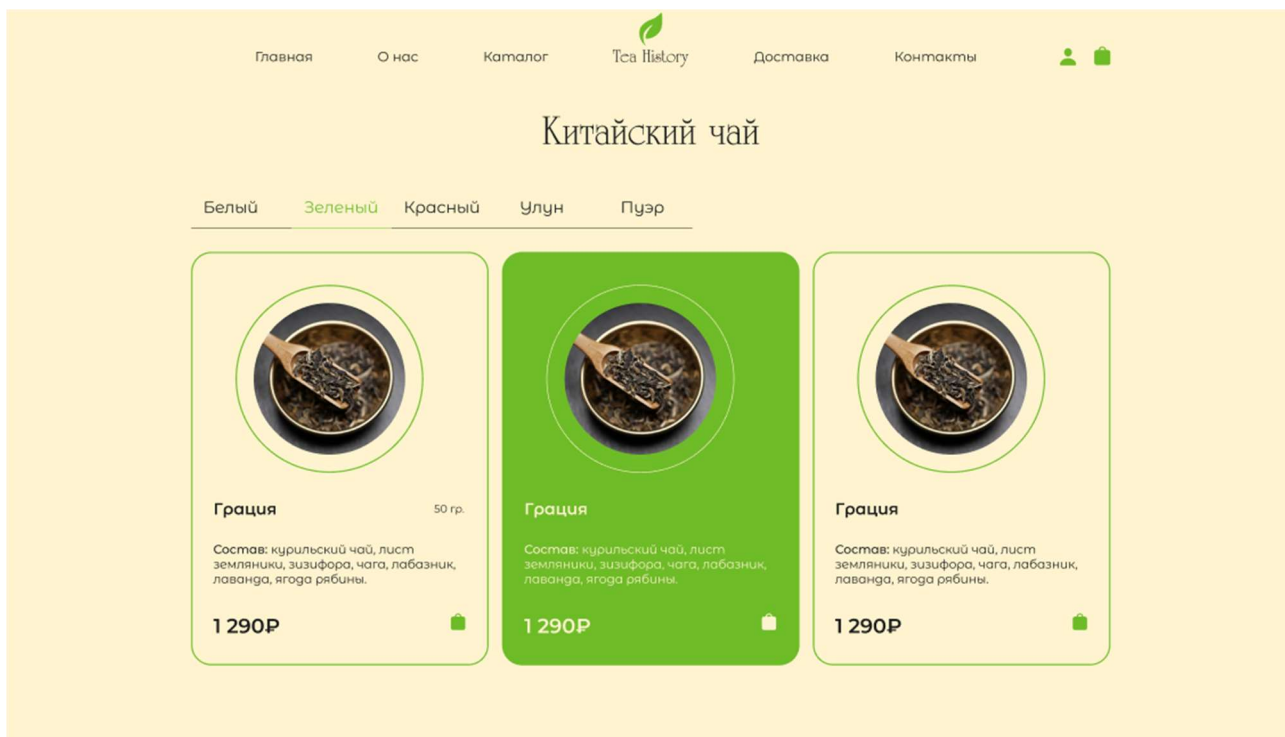 Главная О нас Каталог Tea History Доставка Контакты
Китайский чай
Белый Зеленый Красный Улун Пуэр
Грация 50 гр.
Состав: курильский чай, лист
земляники, зизифора, чага, лабазник,
лаванда, ягода рябины.
1 290₽
Грация
Состав: курильский чай, лист
земляники, зизифора, чага, лабазник,
лаванда, ягода рябины.
1 290₽
Грация
Состав: курильский чай, лист
земляники, зизифора, чага, лабазник,
лаванда, ягода рябины.
1 290₽